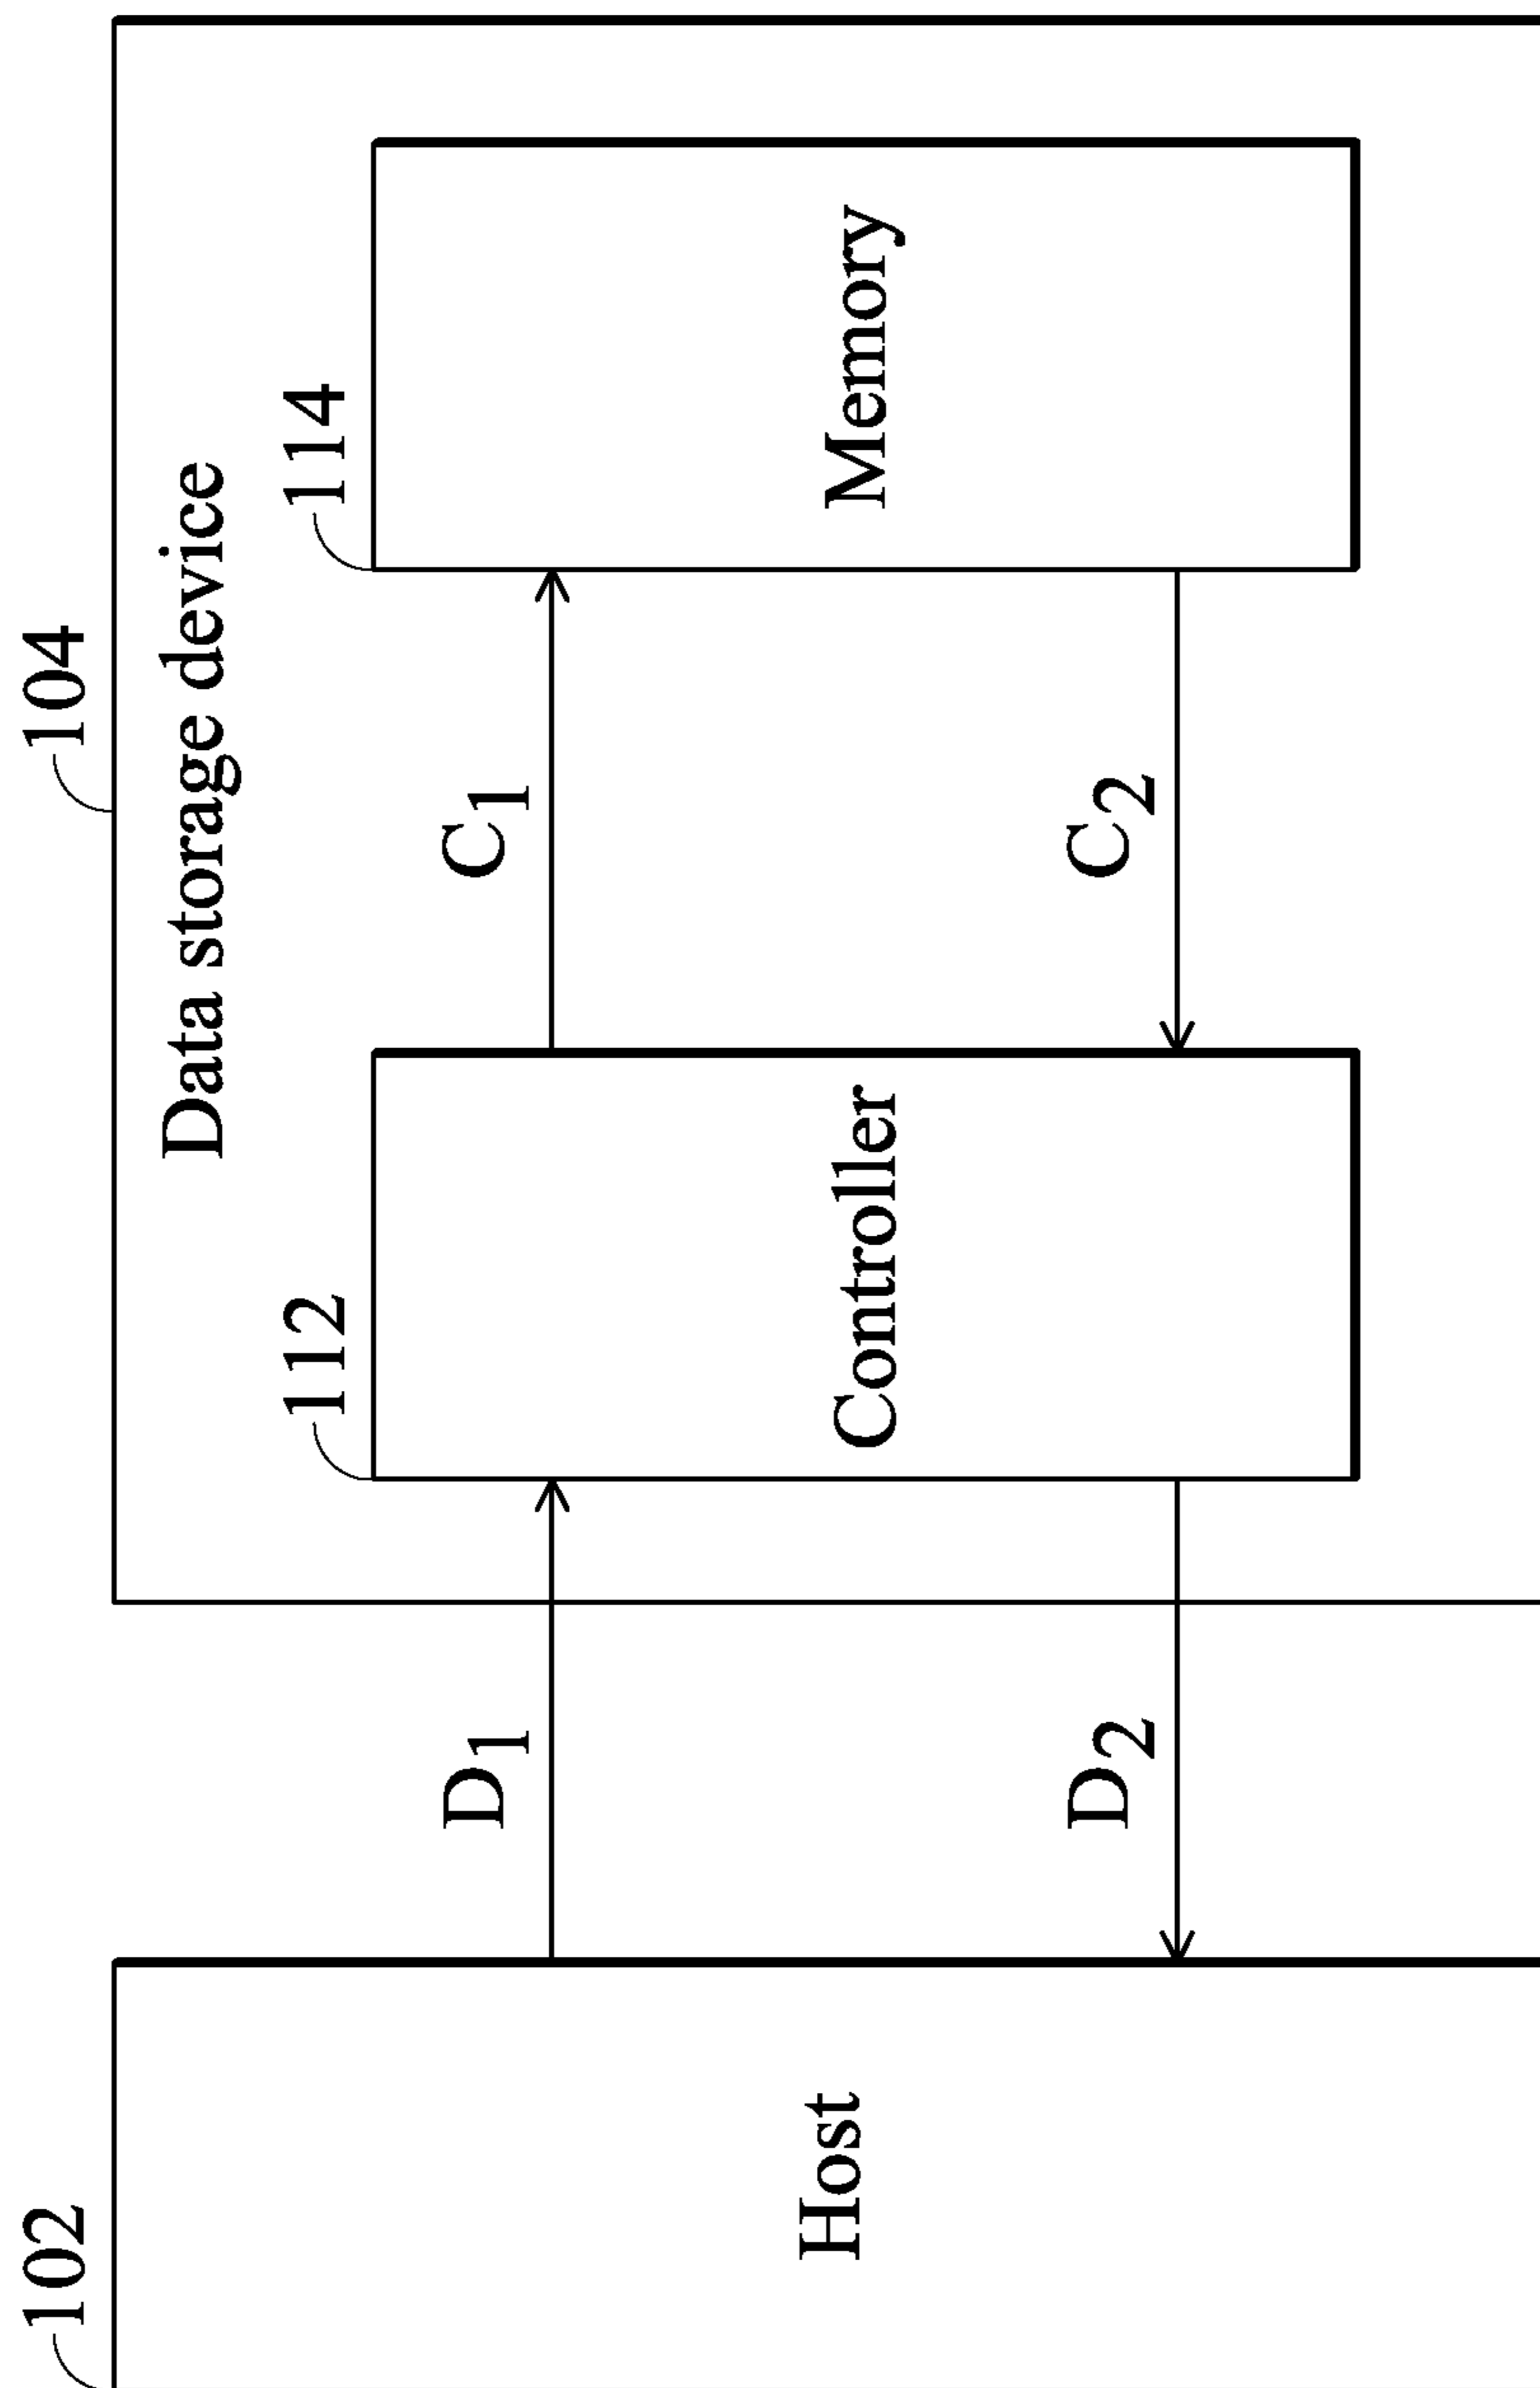 102
104
Data storage device
112
114
D1
C1
Host
Controller
Memory
D2
C2